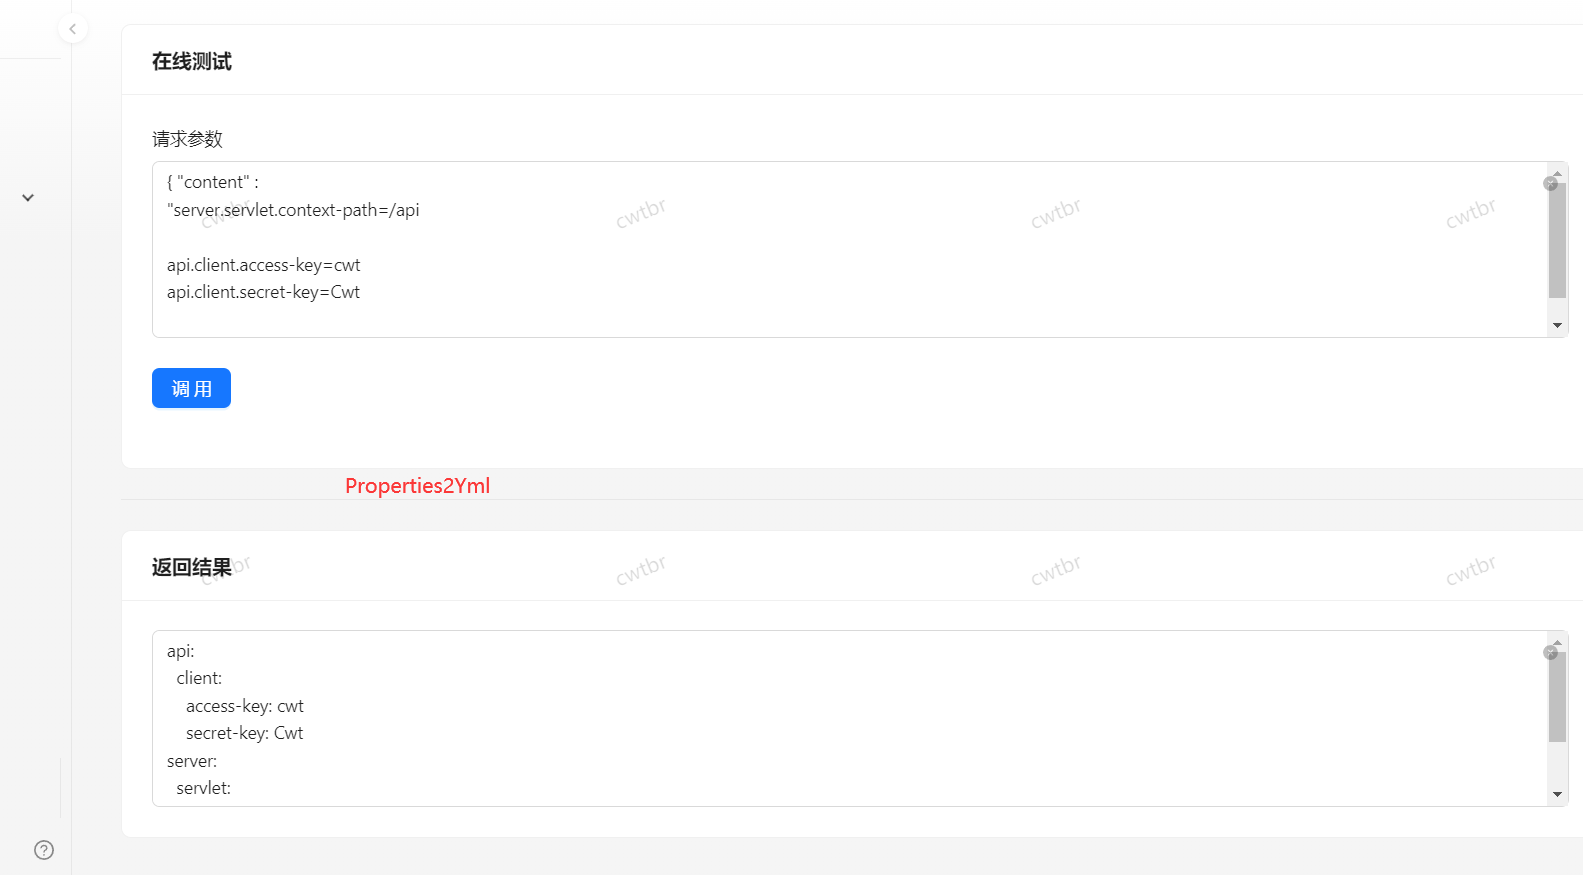 在线测试
请求参数
{ "content" :
"server.servlet.context-path=/api
cwtbr cwtbr cwtbr cwtbr
api.client.access-key=cwt
api.client.secret-key=Cwt
调 用
Properties2Yml
返回结果
cwtbr cwtbr cwtbr cwtbr
api:
client:
access-key: cwt
secret-key: Cwt
server:
servlet:
?